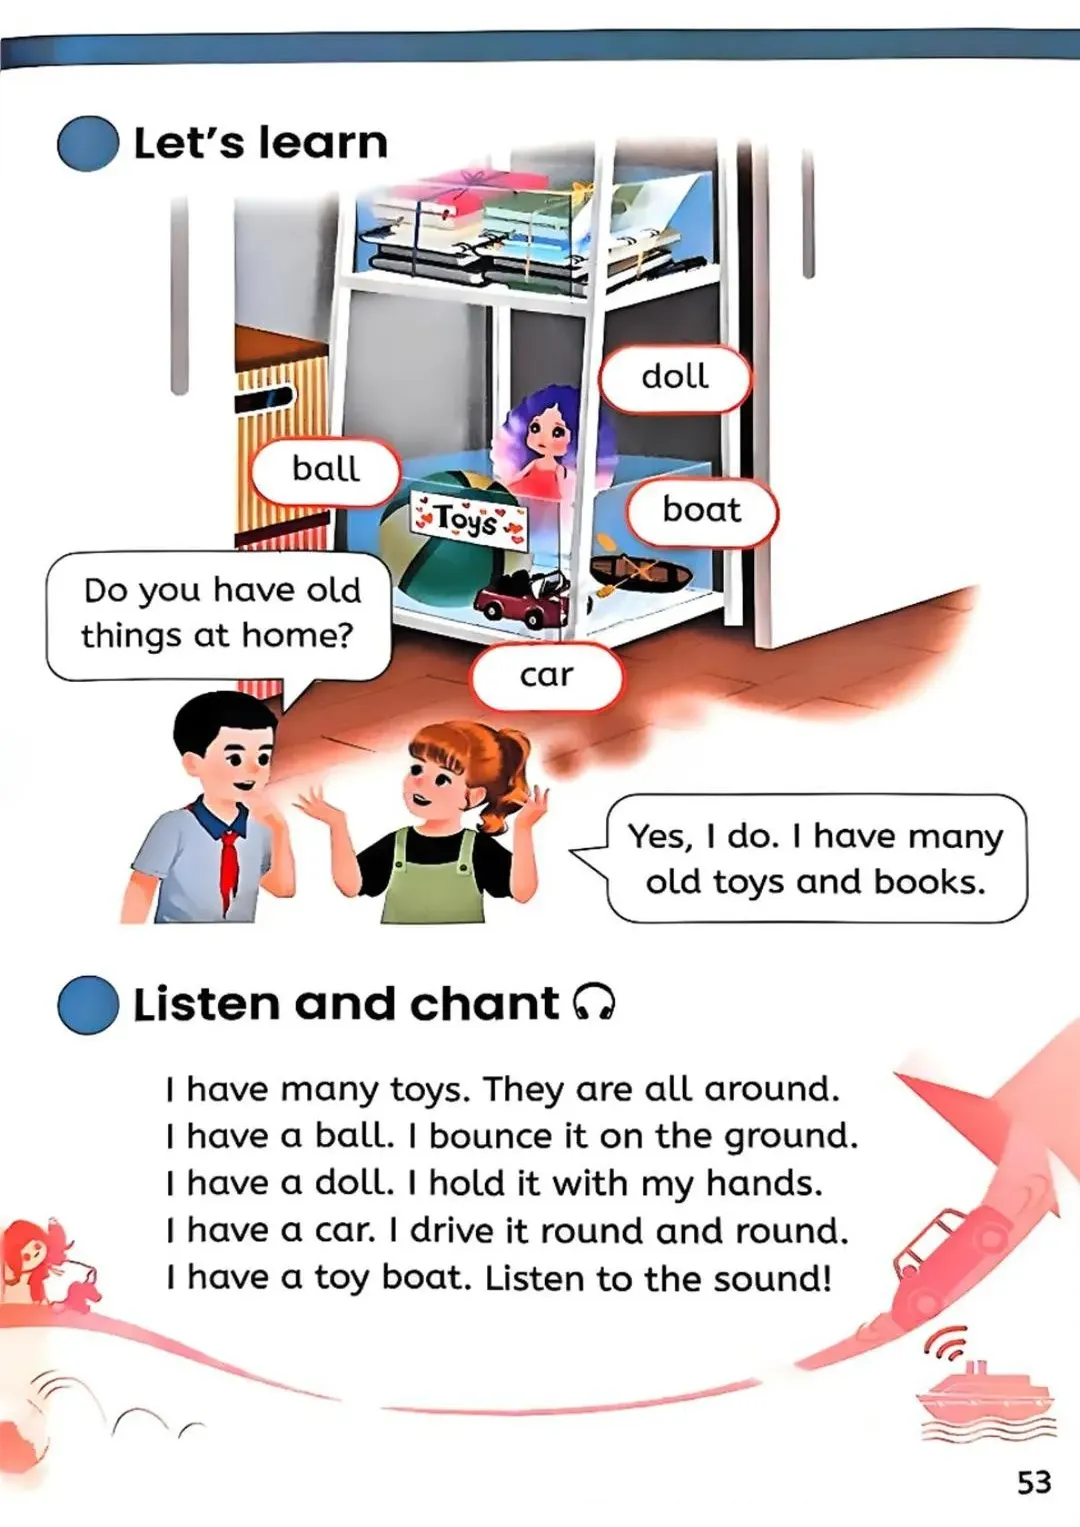 Let's learn
doll
ball
boat
Toys
car
Do you have old
things at home?
Yes, I do. I have many
old toys and books.
Listen and chant
I have many toys. They are all around.
I have a ball. I bounce it on the ground.
I have a doll. I hold it with my hands.
I have a car. I drive it round and round.
I have a toy boat. Listen to the sound!
53